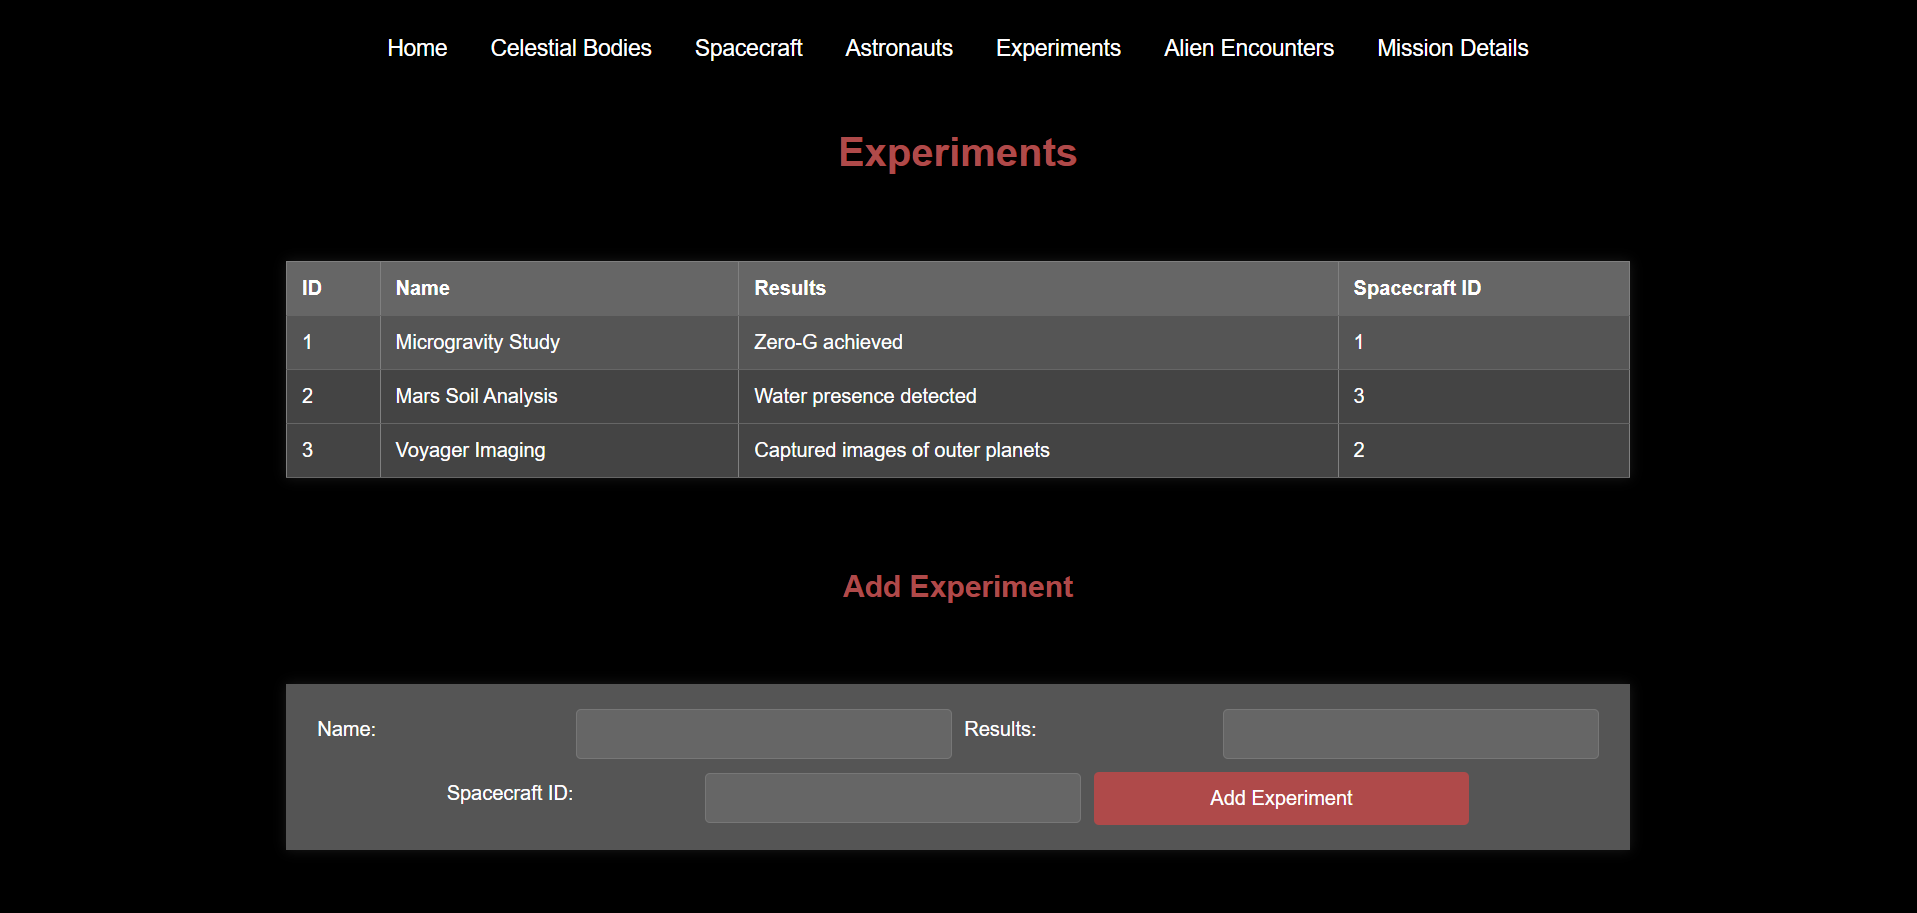 Home Celestial Bodies Spacecraft Astronauts Experiments Alien Encounters Mission Details
Experiments
ID Name Results Spacecraft ID
1 Microgravity Study Zero-G achieved 1
2 Mars Soil Analysis Water presence detected 3
3 Voyager Imaging Captured images of outer planets 2
Add Experiment
Name: Results:
Spacecraft ID: Add Experiment